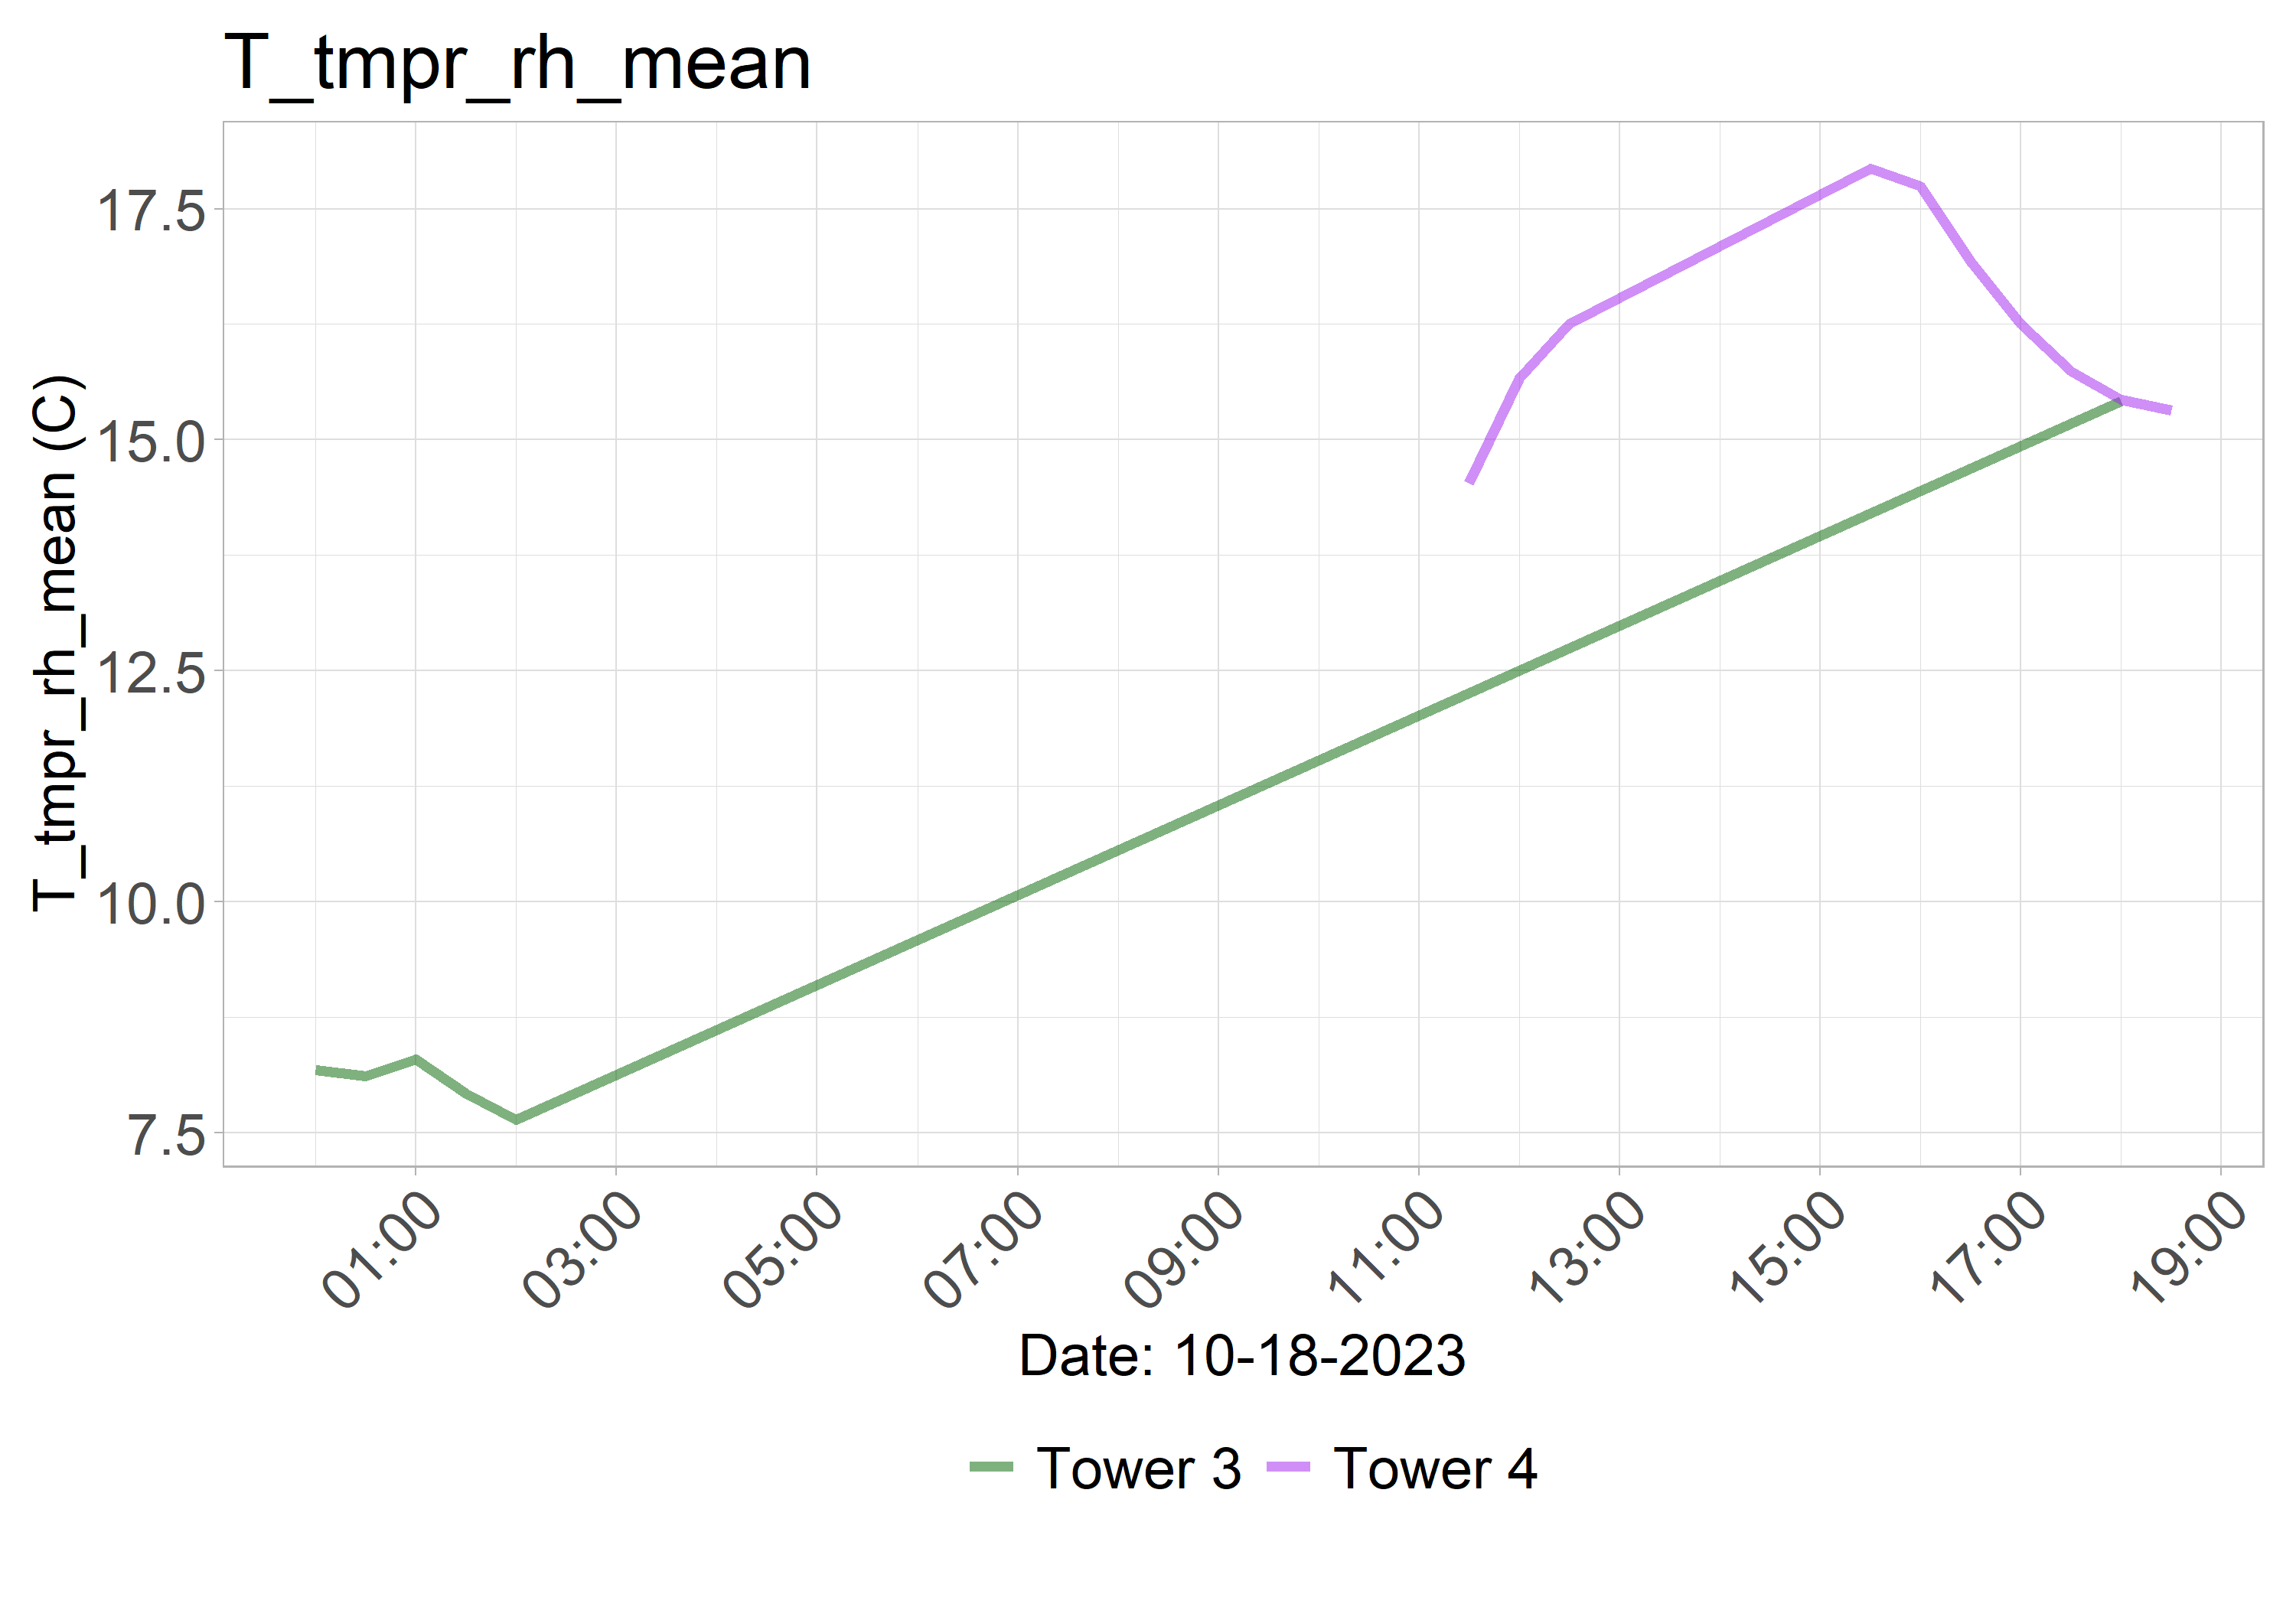 T_tmpr_rh_mean
T_tmpr_rh_mean (C)
17.5
15.0
12.5
10.0
7.5
01:00 03:00 05:00 07:00 09:00 11:00 13:00 15:00 17:00 19:00
Date: 10-18-2023
Tower 3 Tower 4